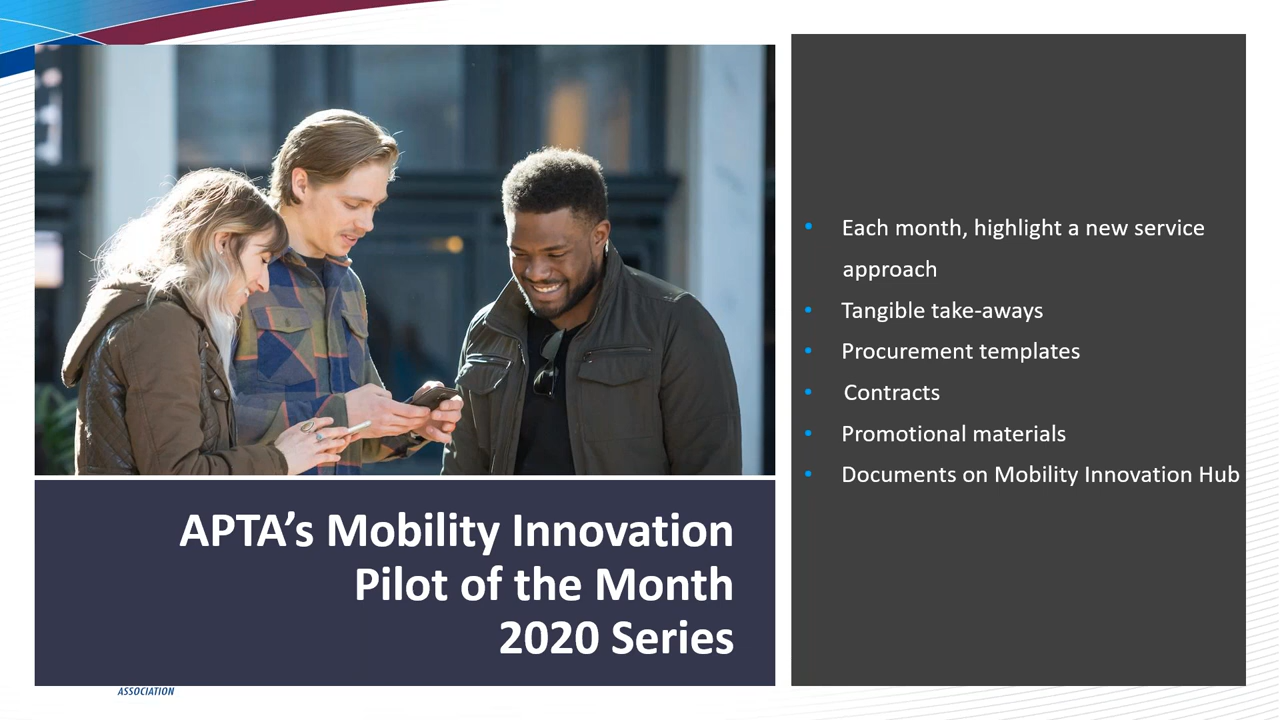 APTA’s Mobility Innovation
Pilot of the Month
2020 Series
• Each month, highlight a new service
approach
• Tangible take-aways
• Procurement templates
• Contracts
• Promotional materials
• Documents on Mobility Innovation Hub
ASSOCIATION